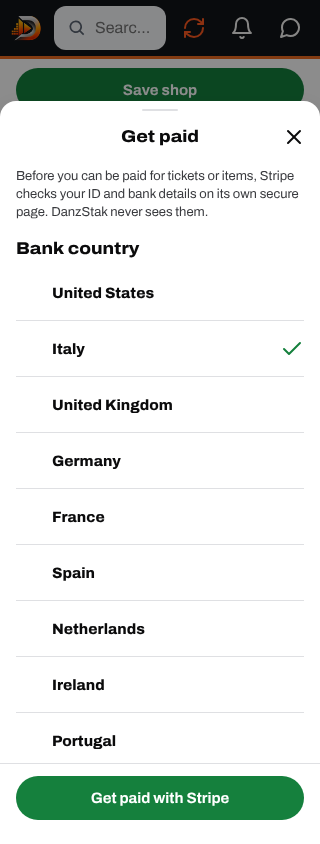 Searc...
Save shop
Get paid
Before you can be paid for tickets or items, Stripe
checks your ID and bank details on its own secure
page. DanzStak never sees them.
Bank country
United States
Italy
United Kingdom
Germany
France
Spain
Netherlands
Ireland
Portugal
Get paid with Stripe